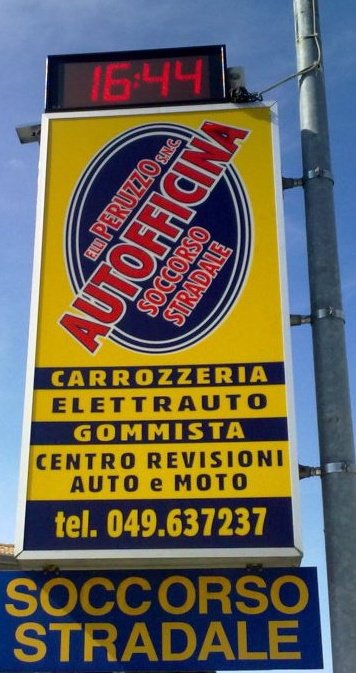 16:44
F.LLI PERUZZO S.N.C.
AUTOFFICINA
SOCCORSO
STRADALE
CARROZZERIA
ELETTRAUTO
GOMMISTA
CENTRO REVISIONI
AUTO e MOTO
tel. 049.637237
SOCCORSO
STRADALE